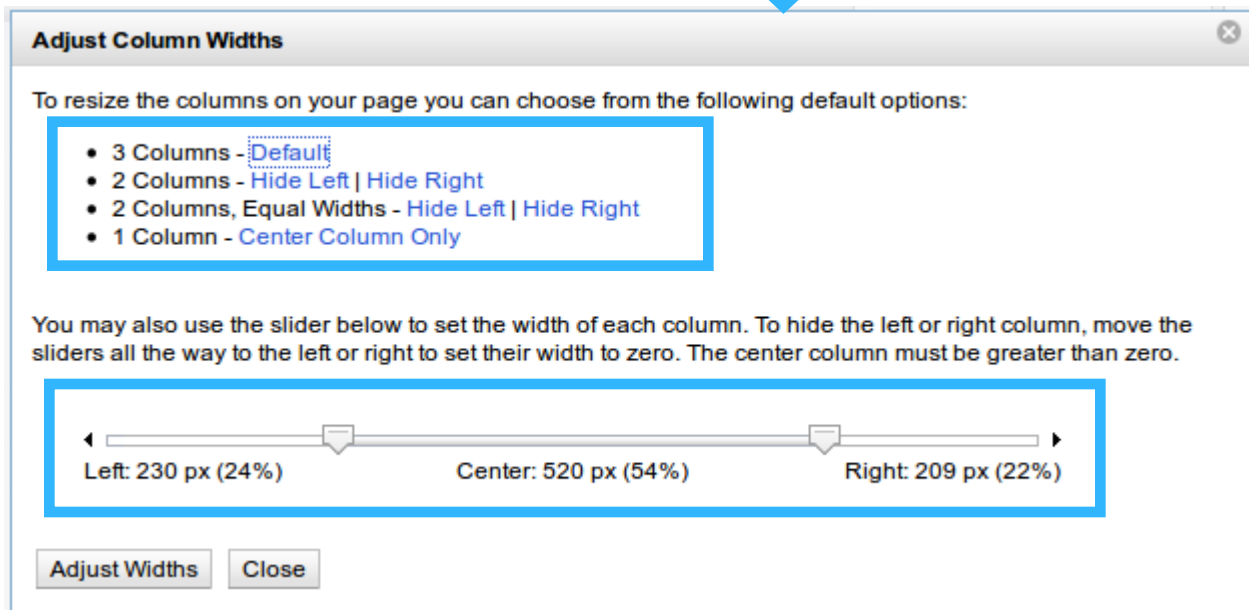 Adjust Column Widths
To resize the columns on your page you can choose from the following default options:
• 3 Columns - Default
• 2 Columns - Hide Left | Hide Right
• 2 Columns, Equal Widths - Hide Left | Hide Right
• 1 Column - Center Column Only
You may also use the slider below to set the width of each column. To hide the left or right column, move the
sliders all the way to the left or right to set their width to zero. The center column must be greater than zero.
Left: 230 px (24%) Center: 520 px (54%) Right: 209 px (22%)
Adjust Widths Close